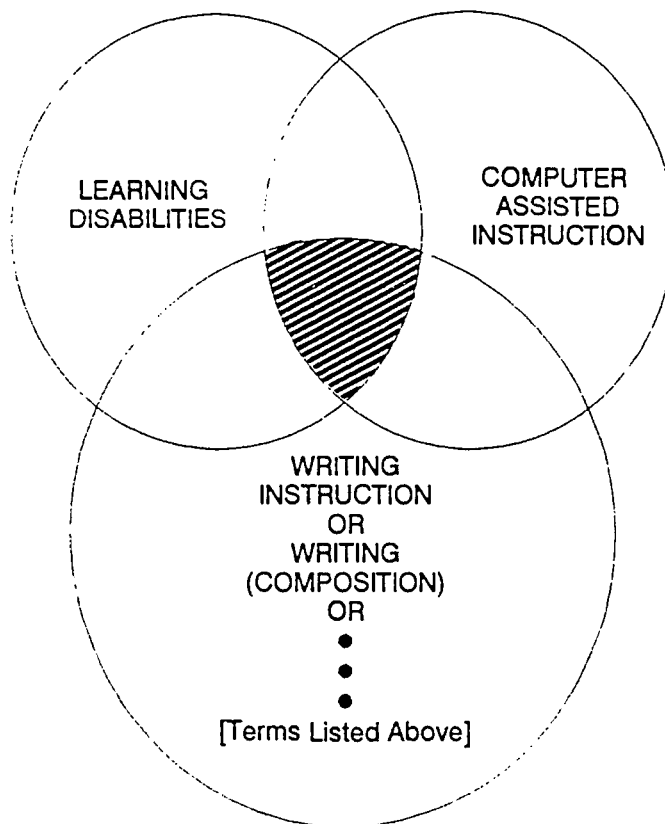 LEARNING
DISABILITIES
COMPUTER
ASSISTED
INSTRUCTION
WRITING
INSTRUCTION
OR
WRITING
(COMPOSITION)
OR
●
●
●
[Terms Listed Above]